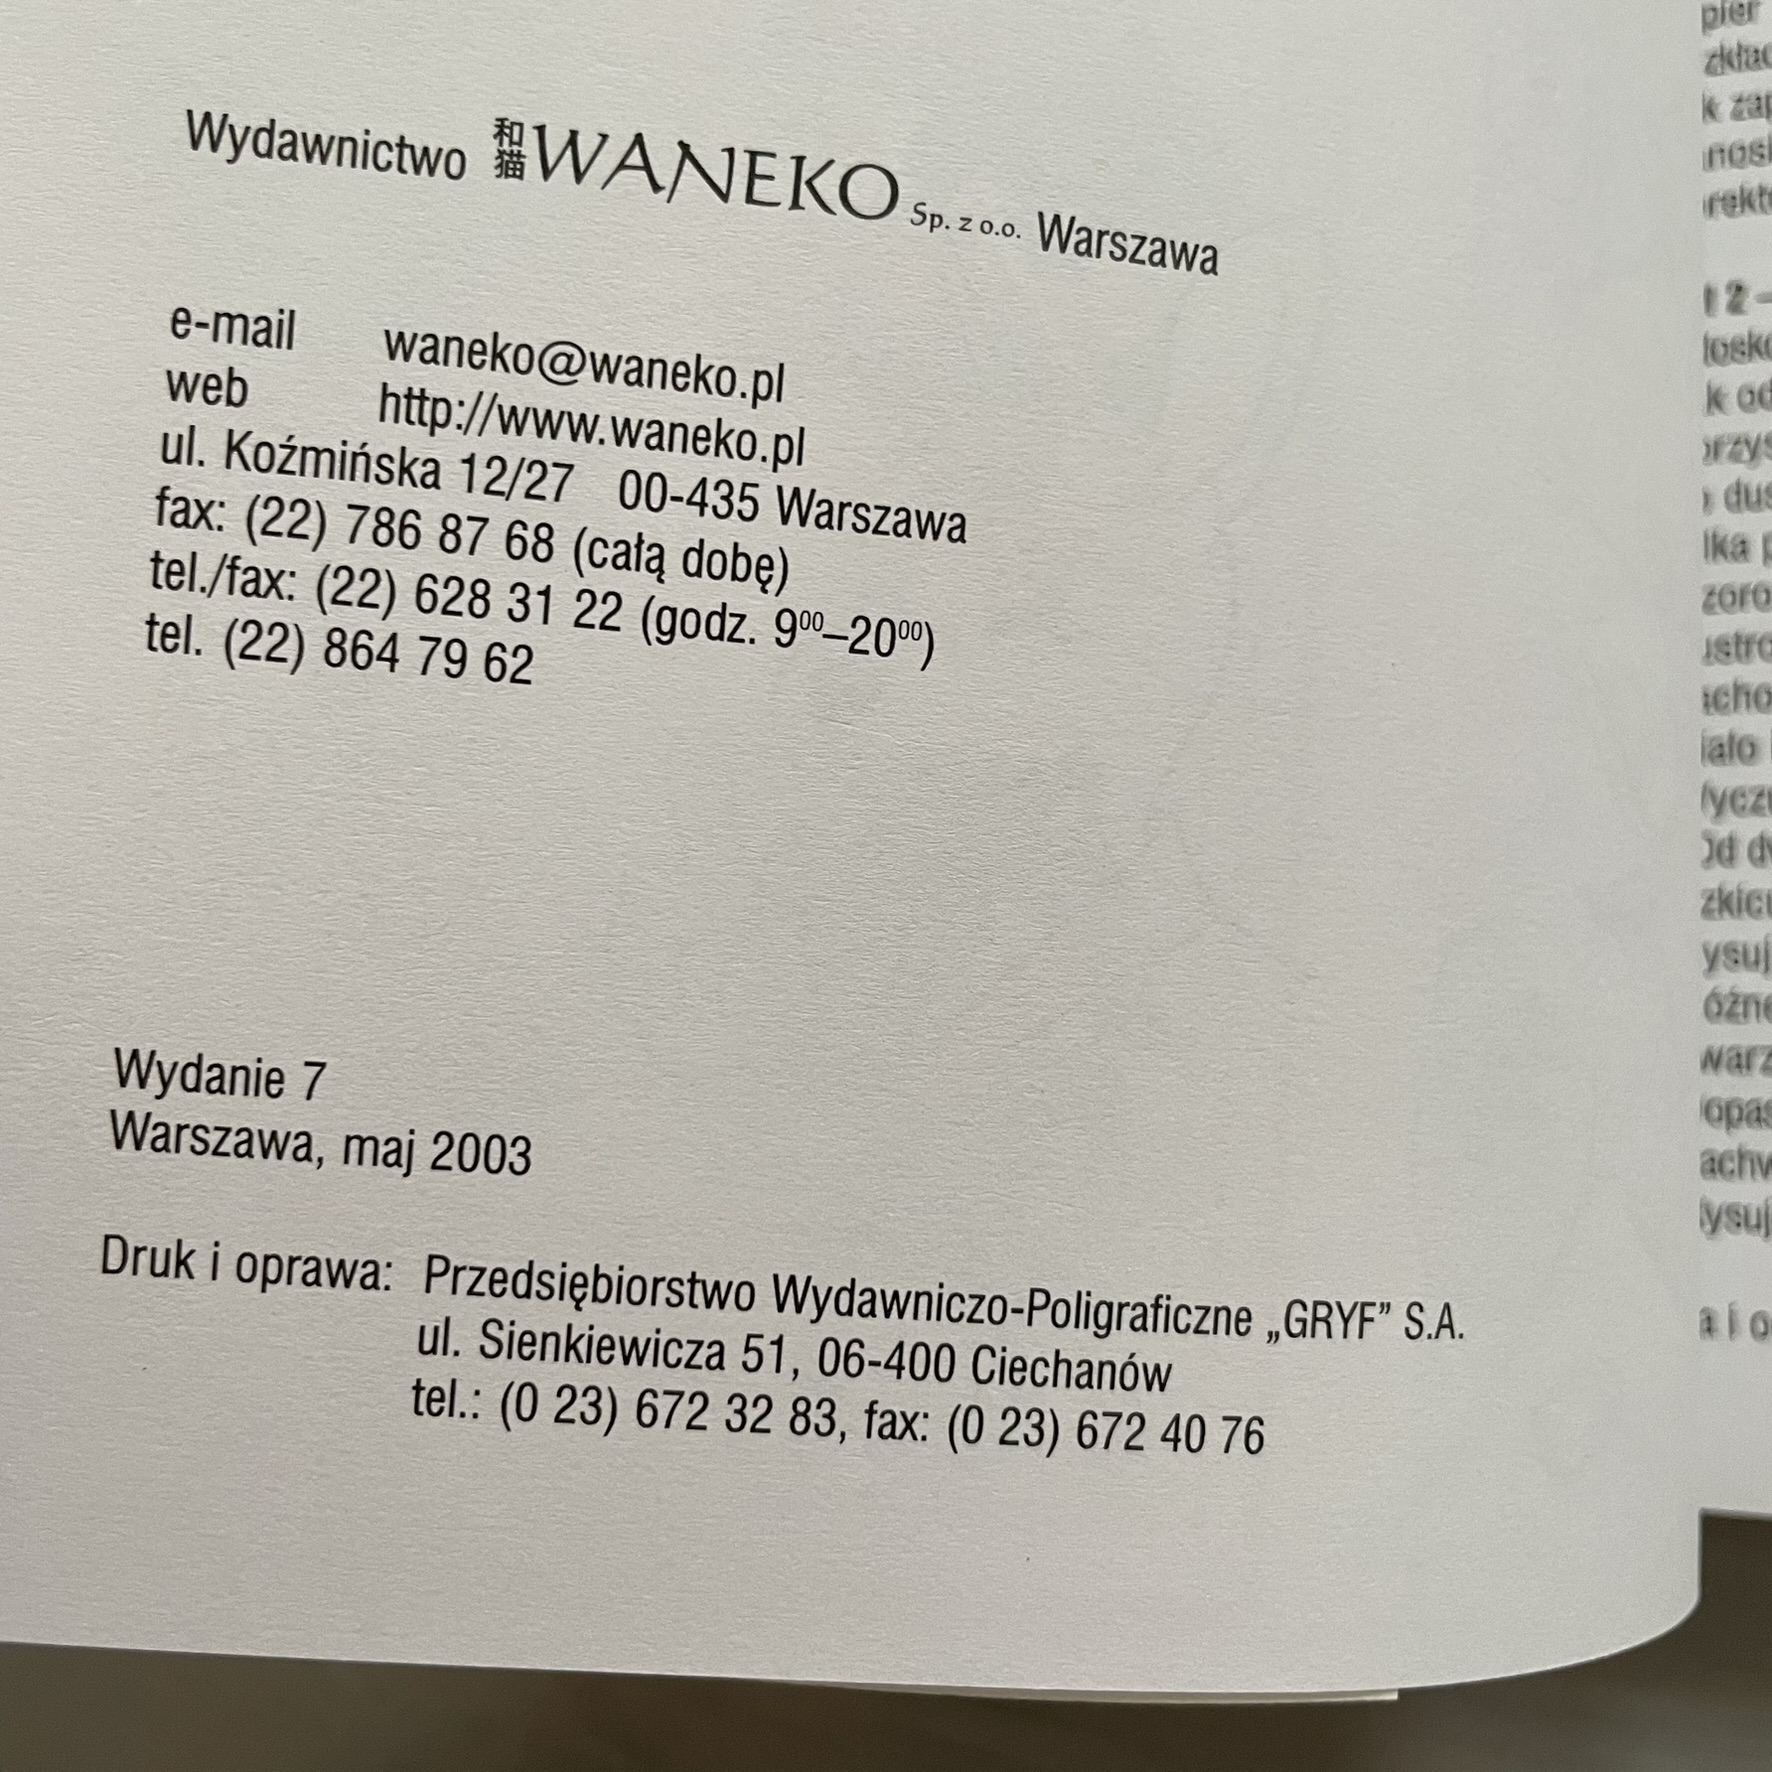 Wydawnictwo 和猫 WANEKO Sp. z o.o. Warszawa
e-mail waneko@waneko.pl
web http://www.waneko.pl
ul. Koźmińska 12/27 00-435 Warszawa
fax: (22) 786 87 68 (całą dobę)
tel./fax: (22) 628 31 22 (godz. 9⁰⁰–20⁰⁰)
tel. (22) 864 79 62
Wydanie 7
Warszawa, maj 2003
Druk i oprawa: Przedsiębiorstwo Wydawniczo-Poligraficzne „GRYF” S.A.
ul. Sienkiewicza 51, 06-400 Ciechanów
tel.: (0 23) 672 32 83, fax: (0 23) 672 40 76